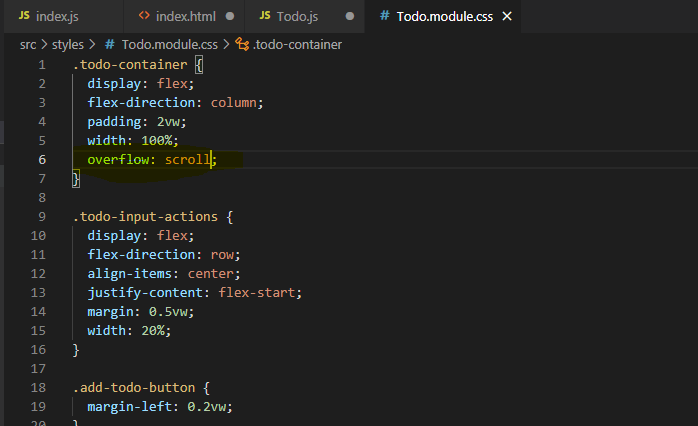 index.js index.html Todo.js Todo.module.css
src > styles > # Todo.module.css > .todo-container
1 .todo-container {
2 display: flex;
3 flex-direction: column;
4 padding: 2vw;
5 width: 100%;
6 overflow: scroll;
7 }
8
9 .todo-input-actions {
10 display: flex;
11 flex-direction: row;
12 align-items: center;
13 justify-content: flex-start;
14 margin: 0.5vw;
15 width: 20%;
16 }
17
18 .add-todo-button {
19 margin-left: 0.2vw;
20 }